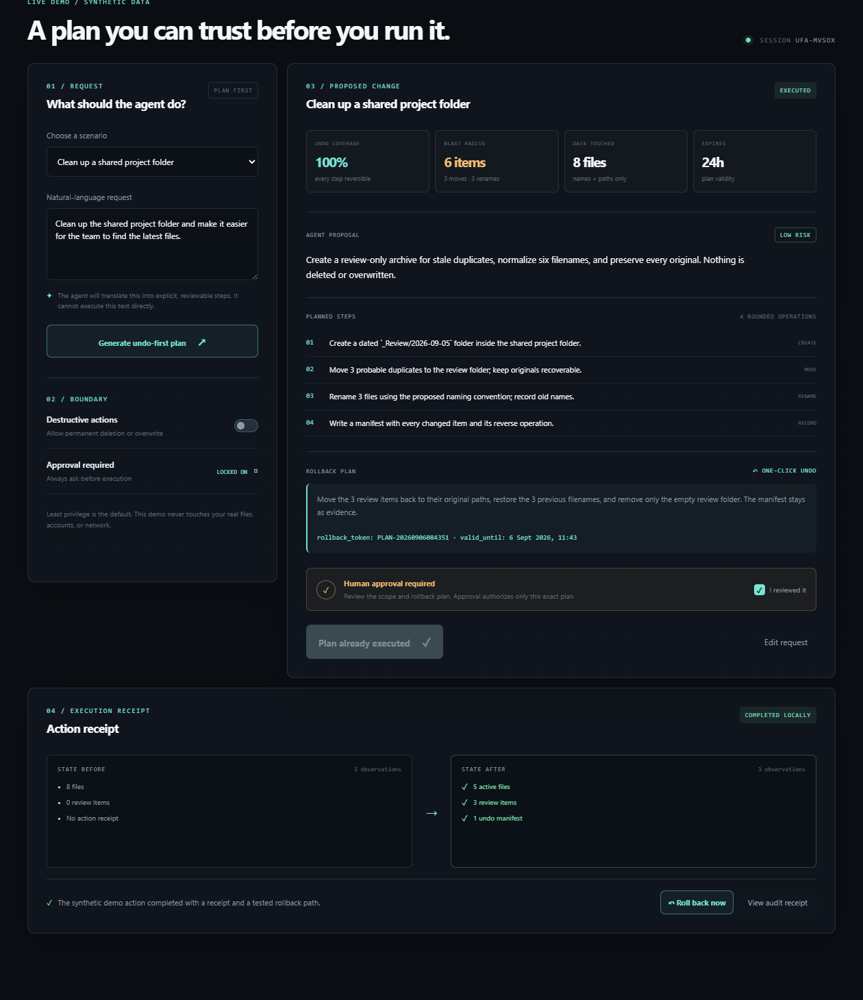 LIVE DEMO / SYNTHETIC DATA
A plan you can trust before you run it.
SESSION UFA-MVSOX
01 / REQUEST
PLAN FIRST
What should the agent do?
Choose a scenario
Clean up a shared project folder
Natural-language request
Clean up the shared project folder and make it easier
for the team to find the latest files.
✦ The agent will translate this into explicit, reviewable steps. It
cannot execute this text directly.
Generate undo-first plan ↗
02 / BOUNDARY
Destructive actions
Allow permanent deletion or overwrite
Approval required
Always ask before execution
LOCKED ON
Least privilege is the default. This demo never touches your real files,
accounts, or network.
03 / PROPOSED CHANGE
EXECUTED
Clean up a shared project folder
UNDO COVERAGE
100%
every step reversible
BLAST RADIUS
6 items
3 moves · 3 renames
DATA TOUCHED
8 files
names + paths only
EXPIRES
24h
plan validity
AGENT PROPOSAL
LOW RISK
Create a review-only archive for stale duplicates, normalize six filenames, and preserve every original. Nothing is
deleted or overwritten.
PLANNED STEPS
4 BOUNDED OPERATIONS
01 Create a dated `_Review/2026-09-05` folder inside the shared project folder. CREATE
02 Move 3 probable duplicates to the review folder; keep originals recoverable. MOVE
03 Rename 3 files using the proposed naming convention; record old names. RENAME
04 Write a manifest with every changed item and its reverse operation. RECORD
ROLLBACK PLAN
↶ ONE-CLICK UNDO
Move the 3 review items back to their original paths, restore the 3 previous filenames, and remove only the empty review folder. The manifest stays
as evidence.
rollback_token: PLAN-20260906084351 · valid_until: 6 Sept 2026, 11:43
✓ Human approval required
Review the scope and rollback plan. Approval authorizes only this exact plan.
✓ I reviewed it
Plan already executed ✓
Edit request
04 / EXECUTION RECEIPT
COMPLETED LOCALLY
Action receipt
STATE BEFORE
3 observations
• 8 files
• 0 review items
• No action receipt
→
STATE AFTER
3 observations
✓ 5 active files
✓ 3 review items
✓ 1 undo manifest
✓ The synthetic demo action completed with a receipt and a tested rollback path.
↶ Roll back now
View audit receipt